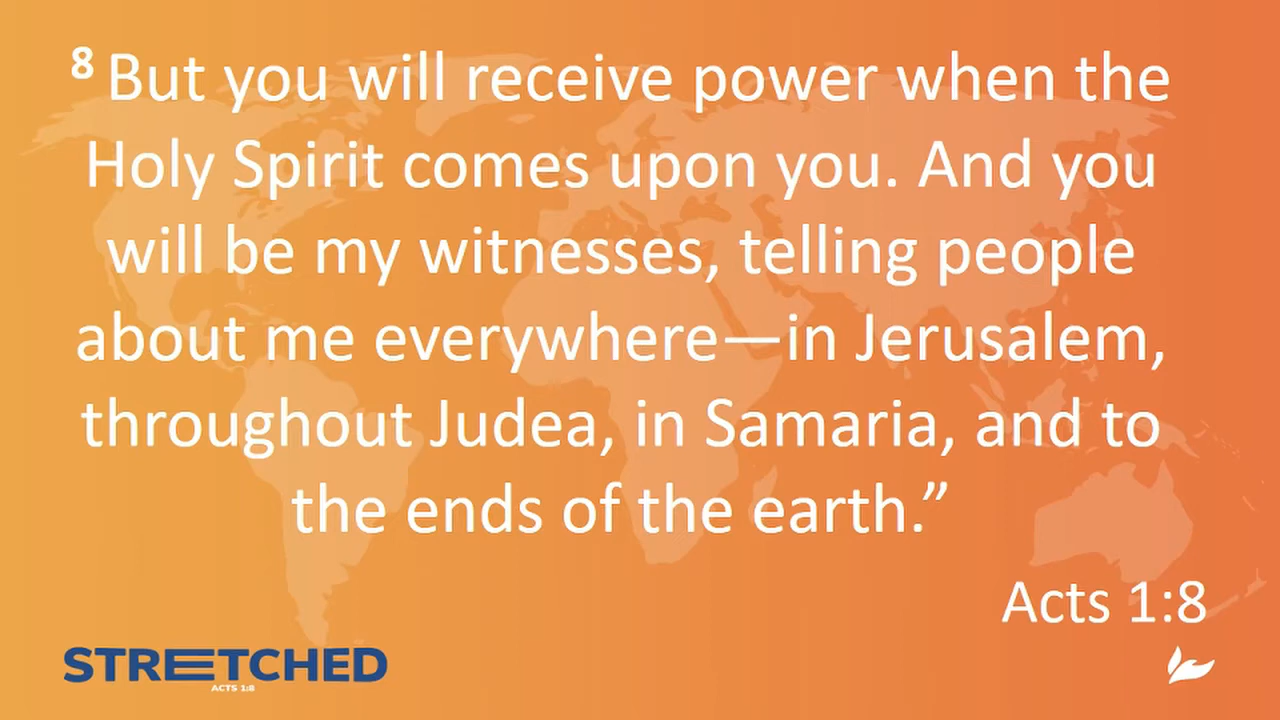 8 But you will receive power when the
Holy Spirit comes upon you. And you
will be my witnesses, telling people
about me everywhere—in Jerusalem,
throughout Judea, in Samaria, and to
the ends of the earth.”
Acts 1:8
STRETCHED
ACTS 1:8